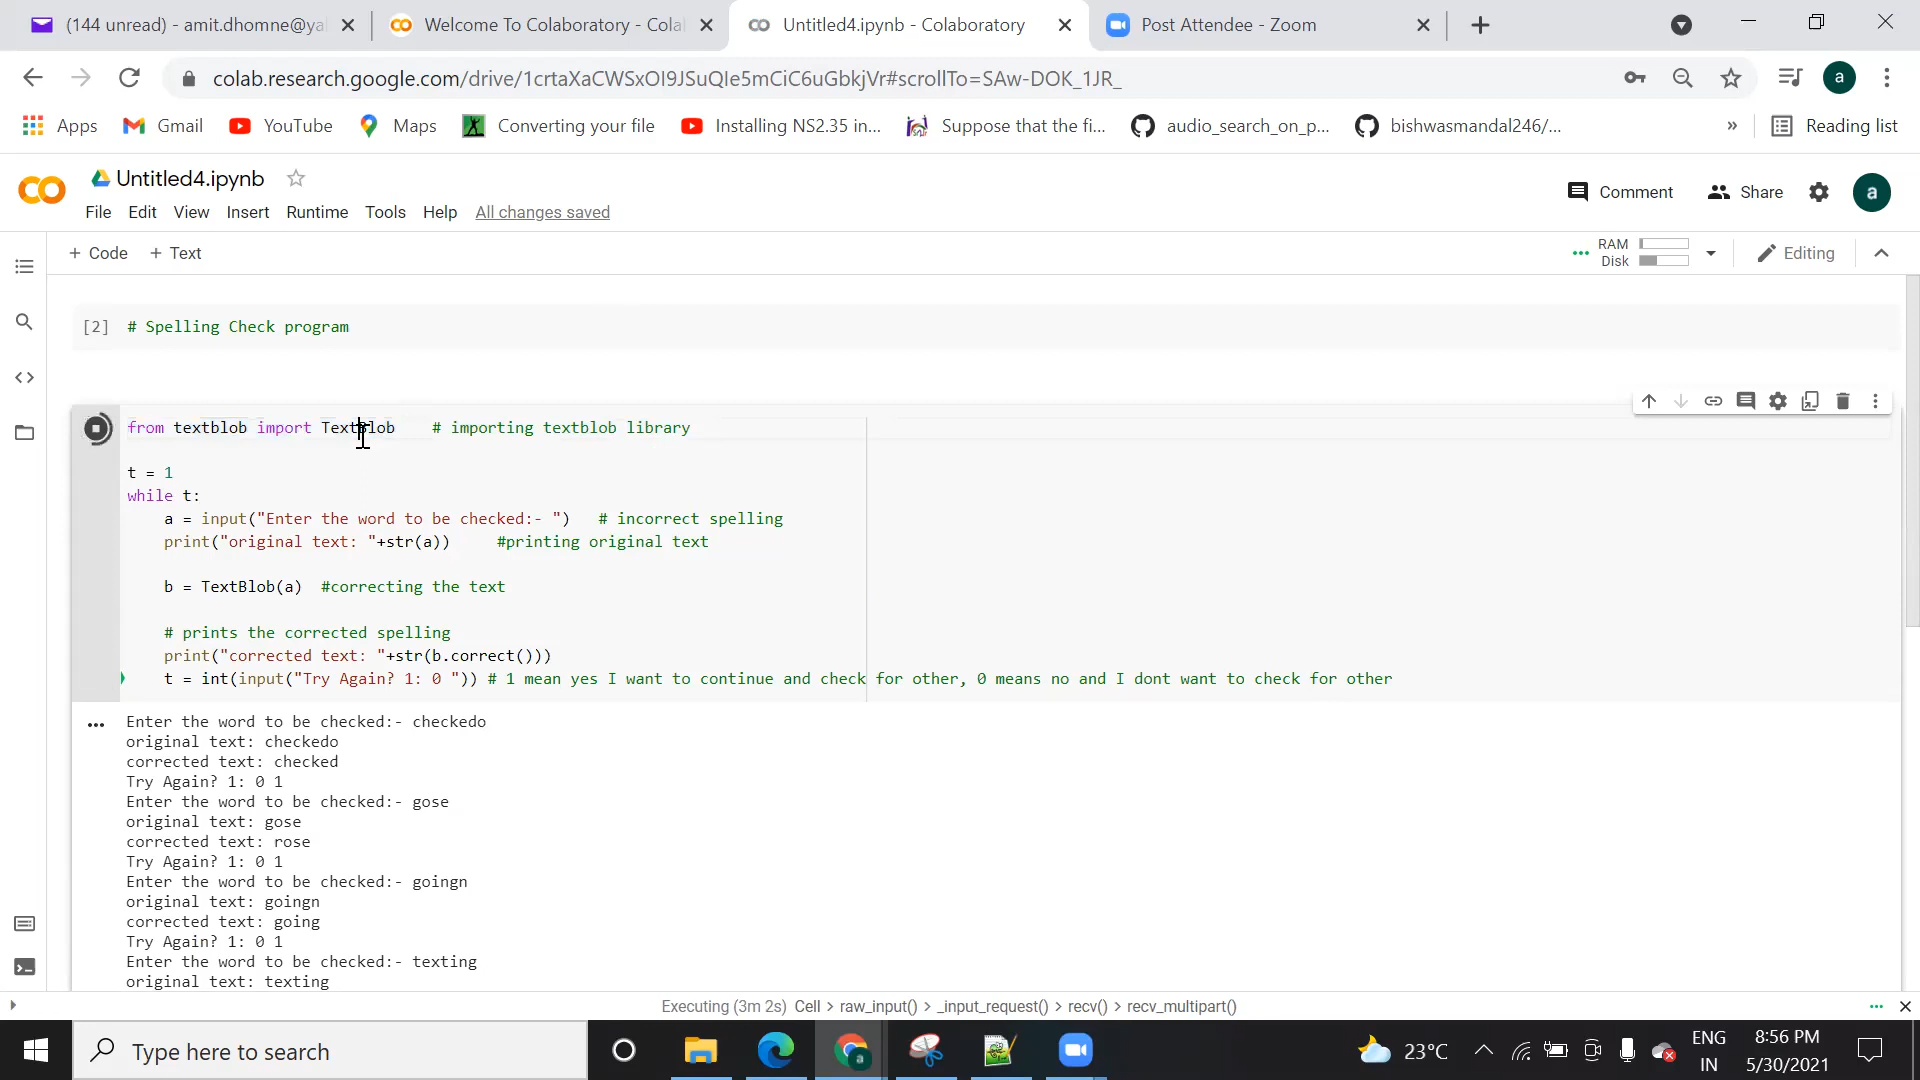 (144 unread) - amit.dhomne@ya
Welcome To Colaboratory - Cola
Untitled4.ipynb - Colaboratory
Post Attendee - Zoom
colab.research.google.com/drive/1crtaXaCWSxOI9JSuQIe5mCiC6uGbkjVr#scrollTo=SAw-DOK_1JR_
a
Apps
Gmail
YouTube
Maps
Converting your file
Installing NS2.35 in...
Suppose that the fi...
audio_search_on_p...
bishwasmandal246/...
»
Reading list
Untitled4.ipynb
Comment
Share
a
File Edit View Insert Runtime Tools Help All changes saved
+ Code + Text
RAM
Disk
Editing
[2] # Spelling Check program
from textblob import TextBlob    # importing textblob library
t = 1
while t:
    a = input("Enter the word to be checked:- ")   # incorrect spelling
    print("original text: "+str(a))     #printing original text
    b = TextBlob(a)  #correcting the text
    # prints the corrected spelling
    print("corrected text: "+str(b.correct()))
    t = int(input("Try Again? 1: 0 ")) # 1 mean yes I want to continue and check for other, 0 means no and I dont want to check for other
Enter the word to be checked:- checkedo
original text: checkedo
corrected text: checked
Try Again? 1: 0 1
Enter the word to be checked:- gose
original text: gose
corrected text: rose
Try Again? 1: 0 1
Enter the word to be checked:- goingn
original text: goingn
corrected text: going
Try Again? 1: 0 1
Enter the word to be checked:- texting
original text: texting
Executing (3m 2s) Cell > raw_input() > _input_request() > recv() > recv_multipart()
Type here to search
23°C
ENG
IN
8:56 PM
5/30/2021